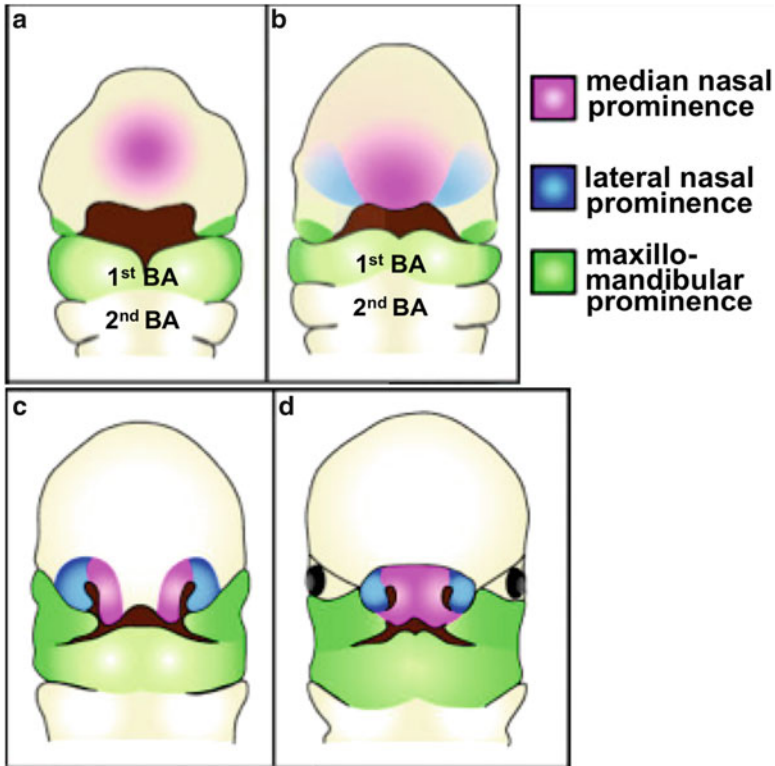 a
b
median nasal
prominence
lateral nasal
prominence
maxillo-
mandibular
prominence
1st BA
2nd BA
1st BA
2nd BA
c
d